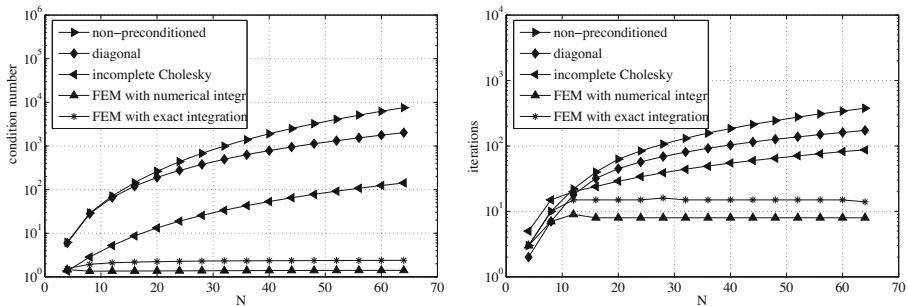 10^6
10^5
10^4
10^3
10^2
10^1
10^0
condition number
non-preconditioned
diagonal
incomplete Cholesky
FEM with numerical integr
FEM with exact integration
0 10 20 30 40 50 60 70
N
10^4
10^3
10^2
10^1
10^0
iterations
non-preconditioned
diagonal
incomplete Cholesky
FEM with numerical integr
FEM with exact integration
0 10 20 30 40 50 60 70
N